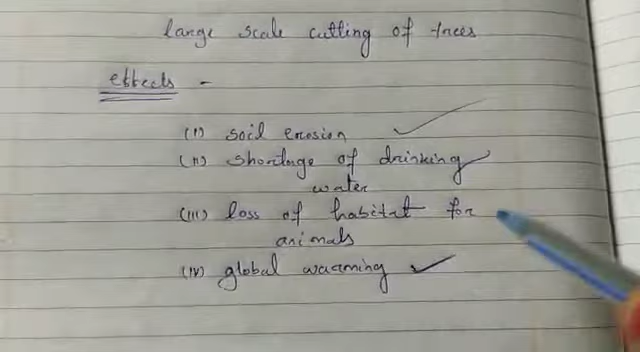 large scale cutting of trees
effects -
(i) soil erosion
(ii) shortage of drinking
water
(iii) loss of habitat for
animals
(iv) global warming